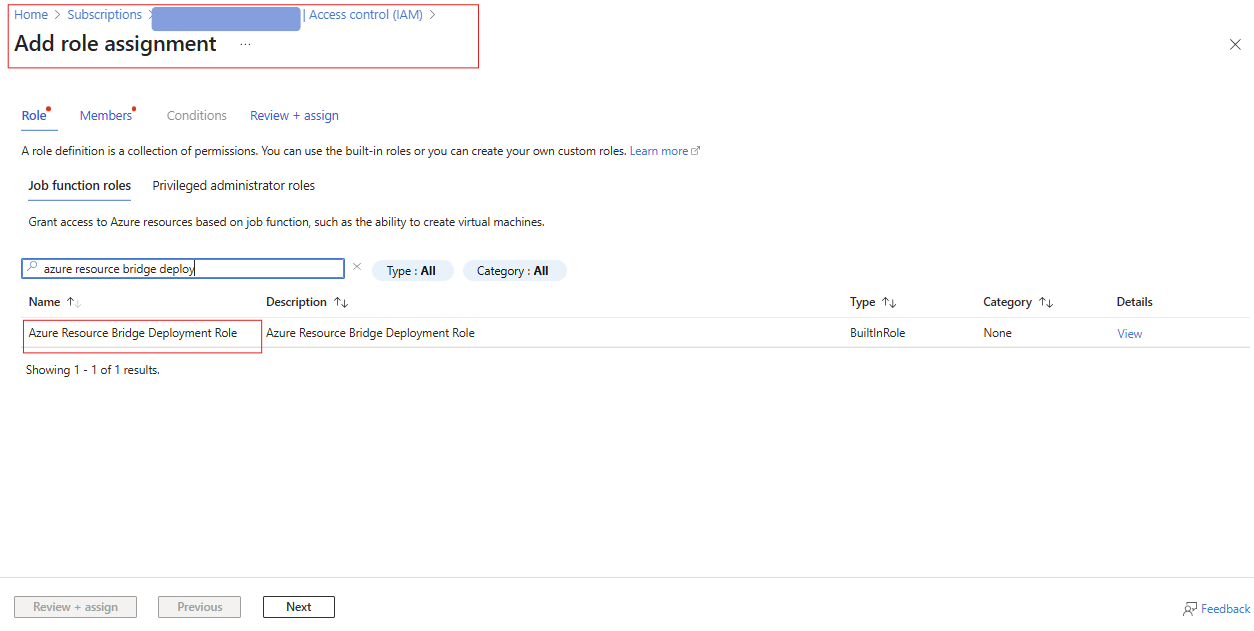 Home > Subscriptions > | Access control (IAM) >
Add role assignment ...
Role Members Conditions Review + assign
A role definition is a collection of permissions. You can use the built-in roles or you can create your own custom roles. Learn more
Job function roles Privileged administrator roles
Grant access to Azure resources based on job function, such as the ability to create virtual machines.
azure resource bridge deploy Type : All Category : All
Name ↑↓ Description ↑↓ Type ↑↓ Category ↑↓ Details
Azure Resource Bridge Deployment Role Azure Resource Bridge Deployment Role BuiltInRole None View
Showing 1 - 1 of 1 results.
Review + assign Previous Next Feedback